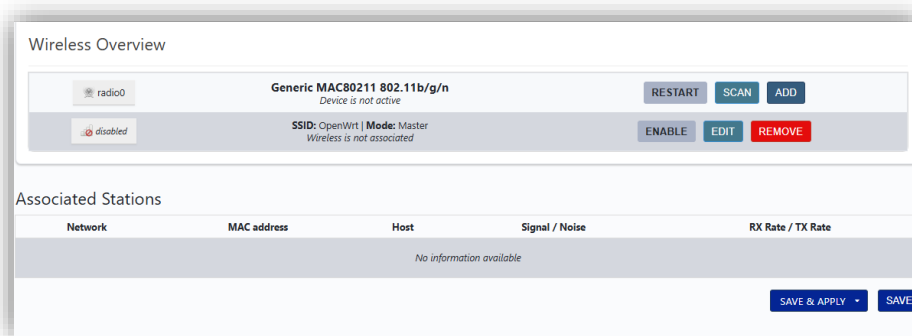 Wireless Overview
radio0
Generic MAC80211 802.11b/g/n
Device is not active
RESTART SCAN ADD
disabled
SSID: OpenWrt | Mode: Master
Wireless is not associated
ENABLE EDIT REMOVE
Associated Stations
Network MAC address Host Signal / Noise RX Rate / TX Rate
No information available
SAVE & APPLY SAVE